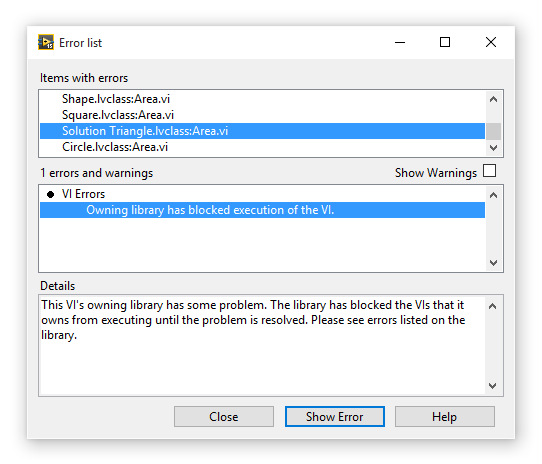 Error list
Items with errors
Shape.lvclass:Area.vi
Square.lvclass:Area.vi
Solution Triangle.lvclass:Area.vi
Circle.lvclass:Area.vi
1 errors and warnings Show Warnings
VI Errors
Owning library has blocked execution of the VI.
Details
This VI's owning library has some problem. The library has blocked the VIs that it
owns from executing until the problem is resolved. Please see errors listed on the
library.
Close Show Error Help